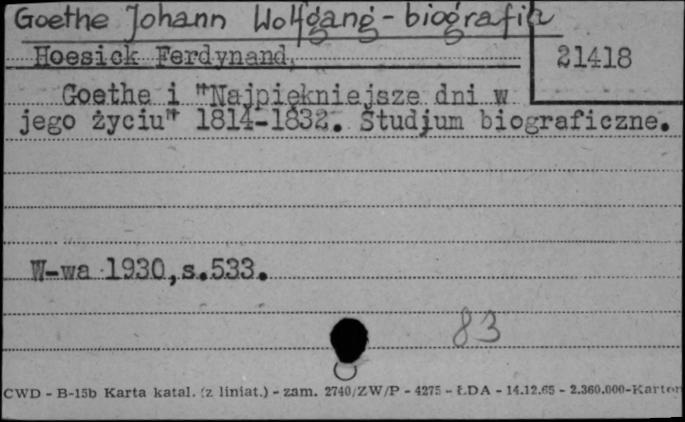 Goethe Johann Wolfgang - biografia
Hoesick Ferdynand,
21418
Goethe i "Najpiękniejsze dni w
jego życiu" 1814-1832. Studjum biograficzne.
W-wa 1930,s.533.
83
CWD - B-15b Karta katal. (z liniat.) - zam. 2740/ZW/P - 4275 - ŁDA - 14.12.65 - 2.360.000-Karton